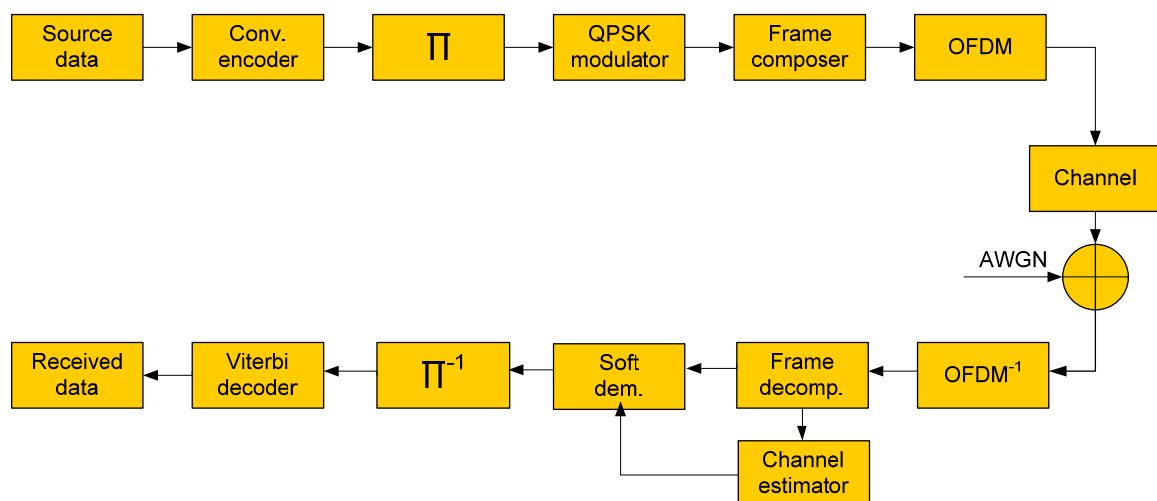 Source
data
Conv.
encoder
∏
QPSK
modulator
Frame
composer
OFDM
Channel
AWGN
Received
data
Viterbi
decoder
∏⁻¹
Soft
dem.
Frame
decomp.
OFDM⁻¹
Channel
estimator